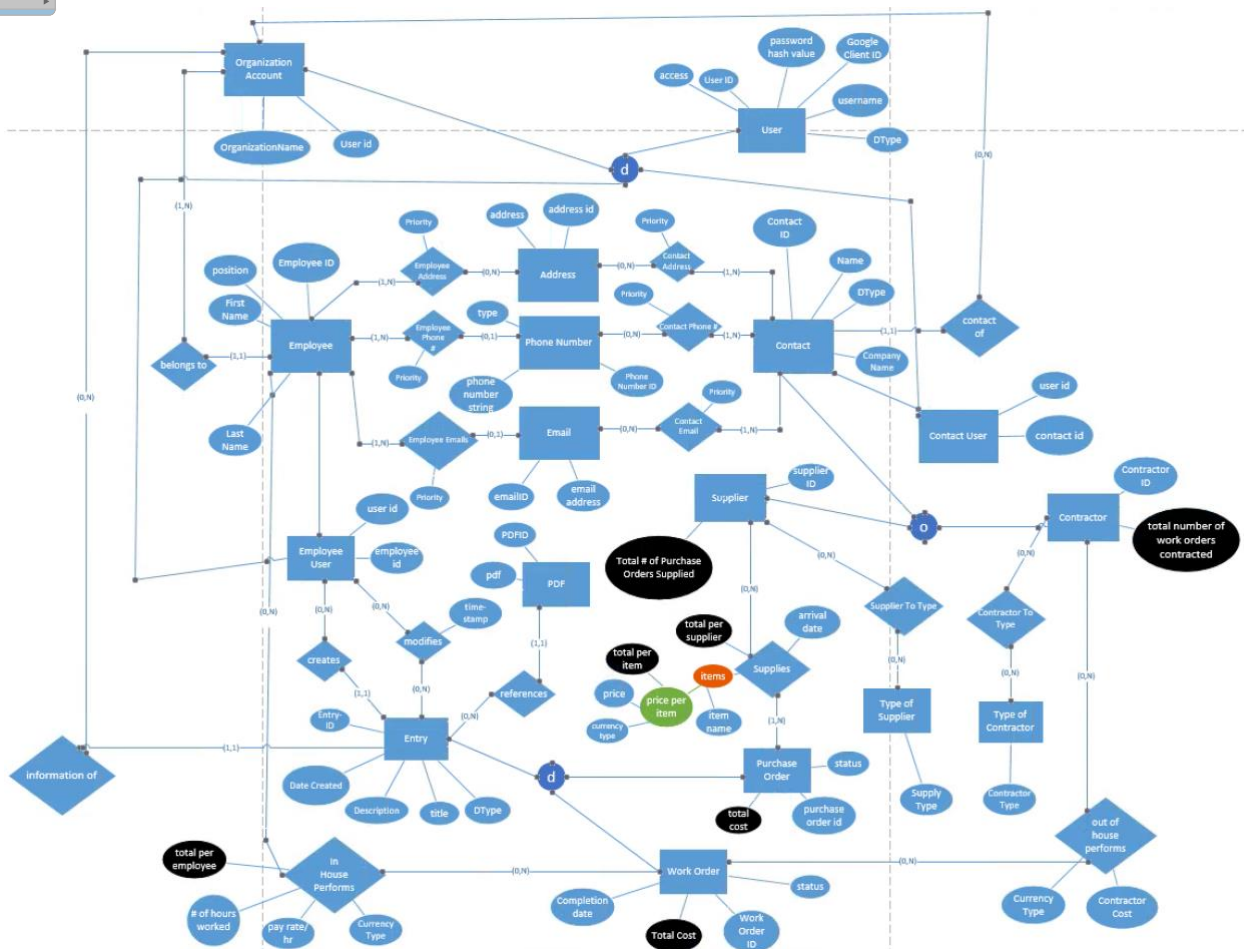 Organization
Account
OrganizationName
User id
access
User ID
password
hash value
Google
Client ID
username
User
DType
d
(0,N)
(1,N)
Priority
address
address id
Priority
Contact
ID
Employee
Address
Address
Contact
Address
(1,N)
(0,N)
(0,N)
(1,N)
Name
DType
position
Employee ID
First
Name
Employee
Employee
Phone
#
type
Phone Number
Priority
Contact Phone #
Contact
(1,N)
(0,1)
(0,N)
(1,N)
(1,1)
contact
of
belongs to
(1,1)
Priority
phone
number
string
Phone
Number ID
Company
Name
(0,N)
Last
Name
(1,N)
Employee Emails
(0,1)
Email
(0,N)
Contact
Email
Priority
(1,N)
Contact User
user id
contact id
Priority
emailID
email
address
Supplier
supplier
ID
Contractor
ID
Contractor
total number of
work orders
contracted
o
user id
Employee
User
employee
id
PDFID
pdf
PDF
Total # of Purchase
Orders Supplied
(0,N)
(0,N)
(0,N)
(0,N)
(0,N)
(0,N)
time-
stamp
modifies
creates
(1,1)
(0,N)
(1,1)
references
(0,N)
total per
supplier
arrival
date
Supplies
total per
item
items
price
price per
item
currency
type
item
name
Supplier To Type
Contractor To
Type
(0,N)
(0,N)
(0,N)
Type of
Supplier
Type of
Contractor
Supply
Type
Contractor
Type
(1,N)
Entry-
ID
Entry
(1,1)
information of
Date Created
Description
title
DType
d
Purchase
Order
status
total
cost
purchase
order id
out of
house
performs
total per
employee
In
House
Performs
(0,N)
Work Order
(0,N)
status
# of hours
worked
pay rate/
hr
Currency
Type
Completion
date
Total Cost
Work
Order
ID
Currency
Type
Contractor
Cost